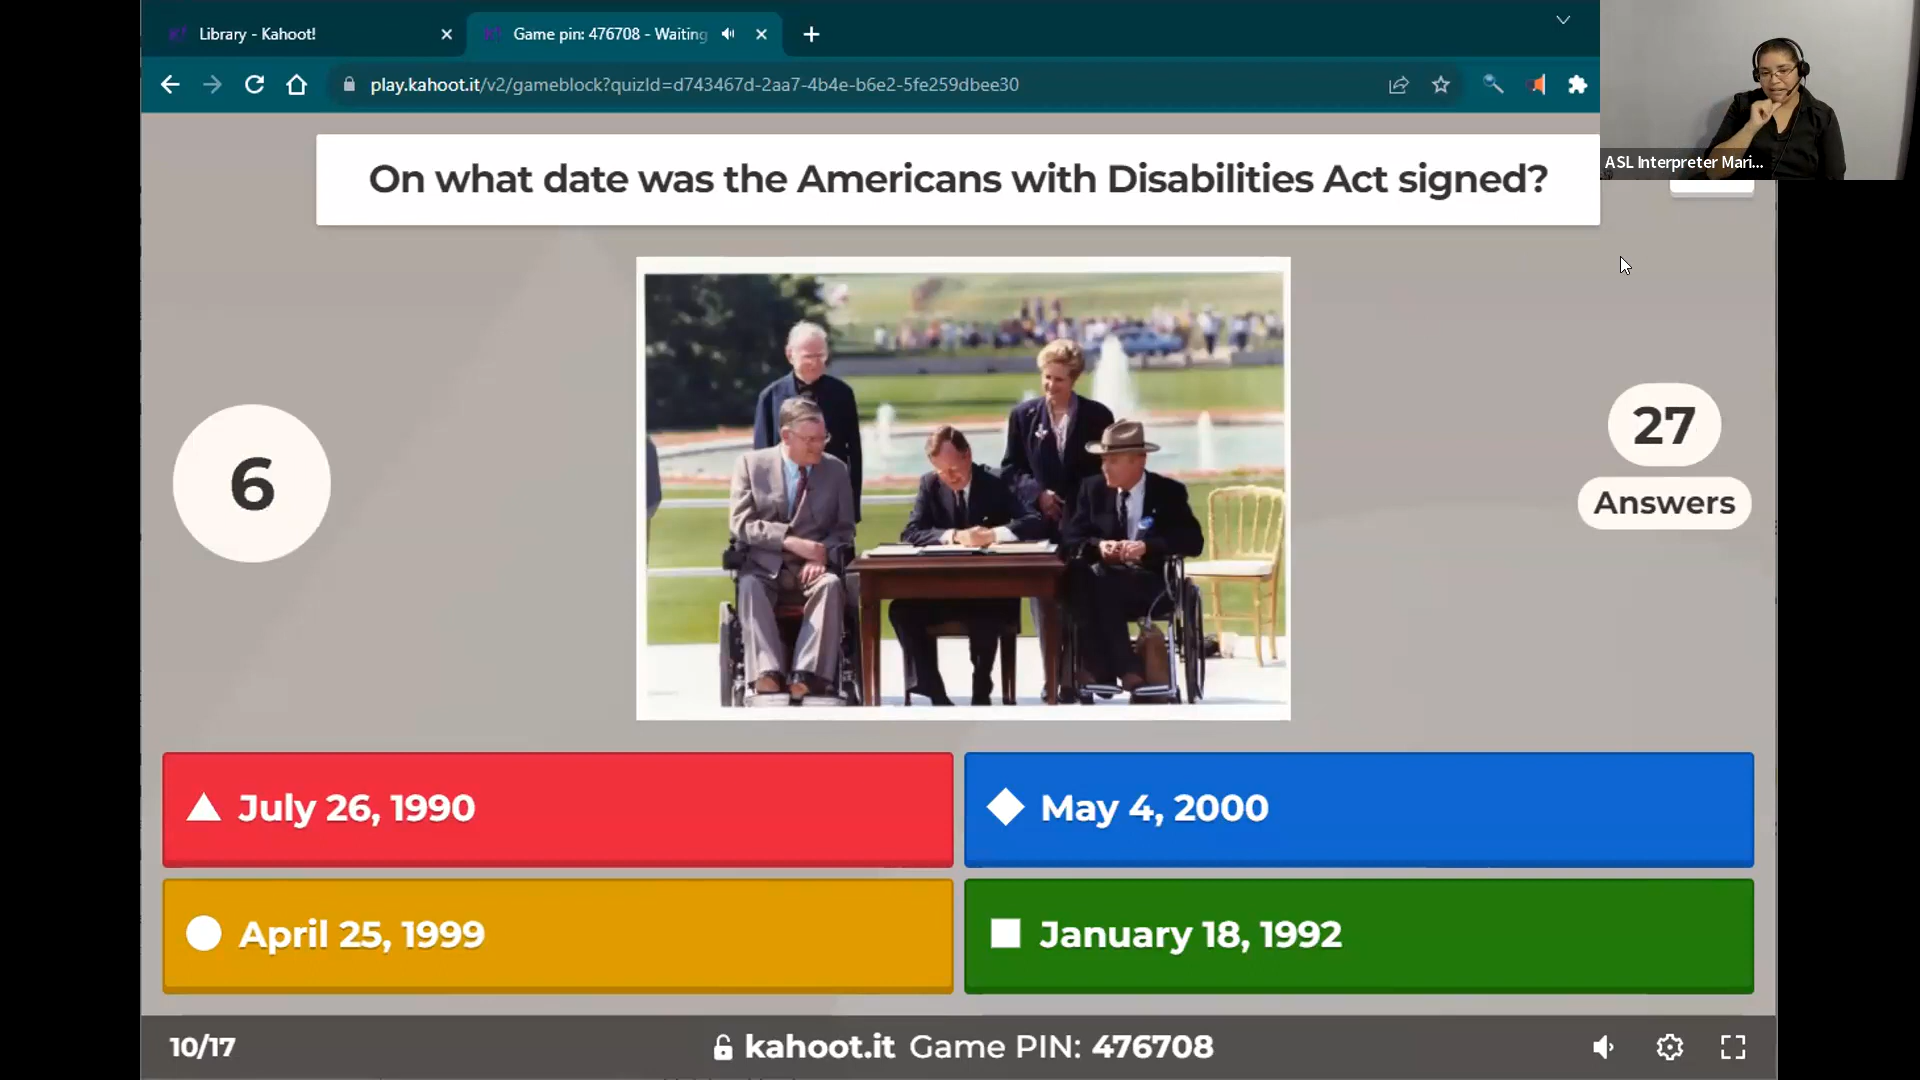 Library - Kahoot!
Game pin: 476708 - Waiting
play.kahoot.it/v2/gameblock?quizId=d743467d-2aa7-4b4e-b6e2-5fe259dbee30
ASL Interpreter Mari...
On what date was the Americans with Disabilities Act signed?
6
27
Answers
July 26, 1990
May 4, 2000
April 25, 1999
January 18, 1992
10/17
kahoot.it Game PIN: 476708